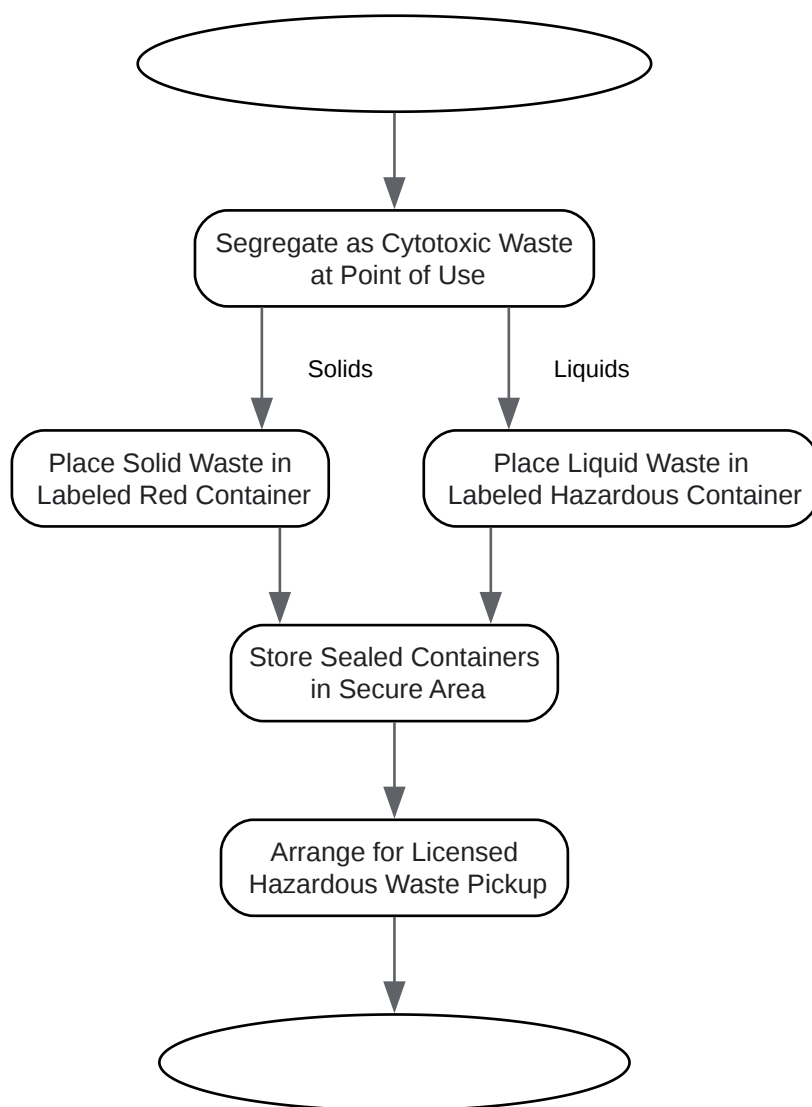 Segregate as Cytotoxic Waste
at Point of Use
Solids
Liquids
Place Solid Waste in
Labeled Red Container
Place Liquid Waste in
Labeled Hazardous Container
Store Sealed Containers
in Secure Area
Arrange for Licensed
Hazardous Waste Pickup